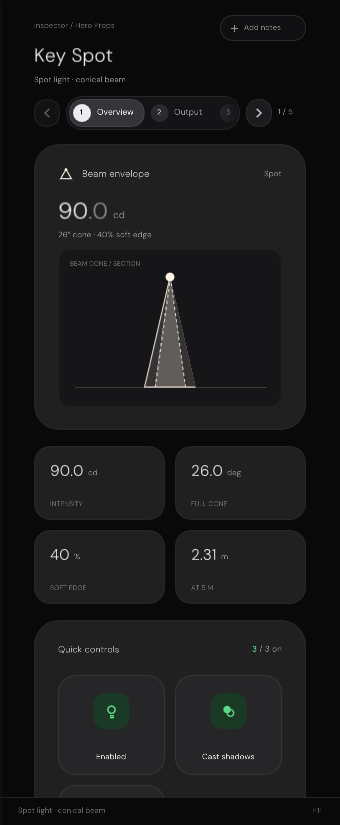 Inspector / Hero Props
Add notes
Key Spot
Spot light · conical beam
1 Overview 2 Output 3
1 / 5
Beam envelope Spot
90.0 cd
26° cone · 40% soft edge
BEAM CONE / SECTION
90.0 cd
INTENSITY
26.0 deg
FULL CONE
40 %
SOFT EDGE
2.31 m
AT 5 M
Quick controls 3 / 3 on
Enabled
Cast shadows
Spot light · conical beam